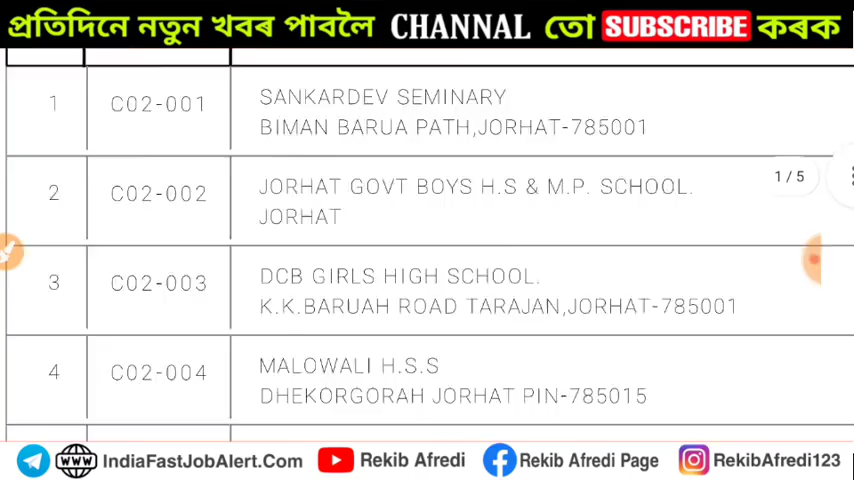 প্ৰতিদিনে নতুন খবৰ পাবলৈ CHANNAL তো SUBSCRIBE কৰক
1 C02-001 SANKARDEV SEMINARY
BIMAN BARUA PATH,JORHAT-785001
1/5
2 C02-002 JORHAT GOVT BOYS H.S & M.P. SCHOOL.
JORHAT
3 C02-003 DCB GIRLS HIGH SCHOOL.
K.K.BARUAH ROAD TARAJAN,JORHAT-785001
4 C02-004 MALOWALI H.S.S
DHEKORGORAH JORHAT PIN-785015
WWW IndiaFastJobAlert.Com Rekib Afredi Rekib Afredi Page RekibAfredi123